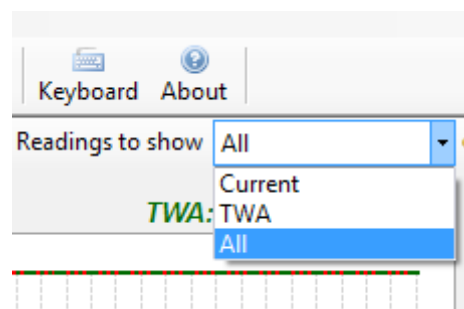 Keyboard About
Readings to show All
Current
TWA: TWA
All